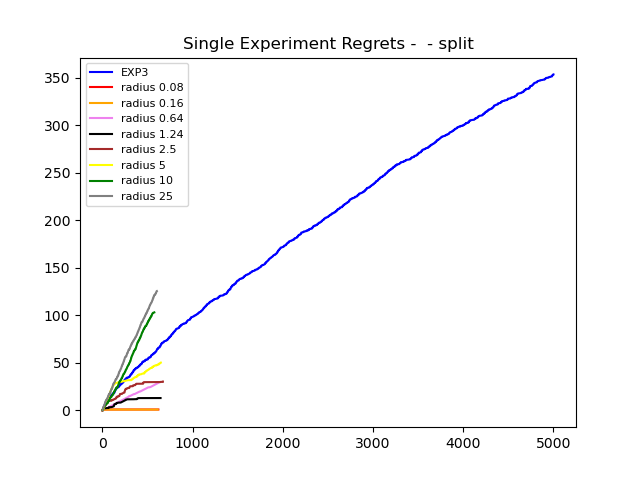 Single Experiment Regrets -  - split
EXP3
radius 0.08
radius 0.16
radius 0.64
radius 1.24
radius 2.5
radius 5
radius 10
radius 25
350
300
250
200
150
100
50
0
0 1000 2000 3000 4000 5000